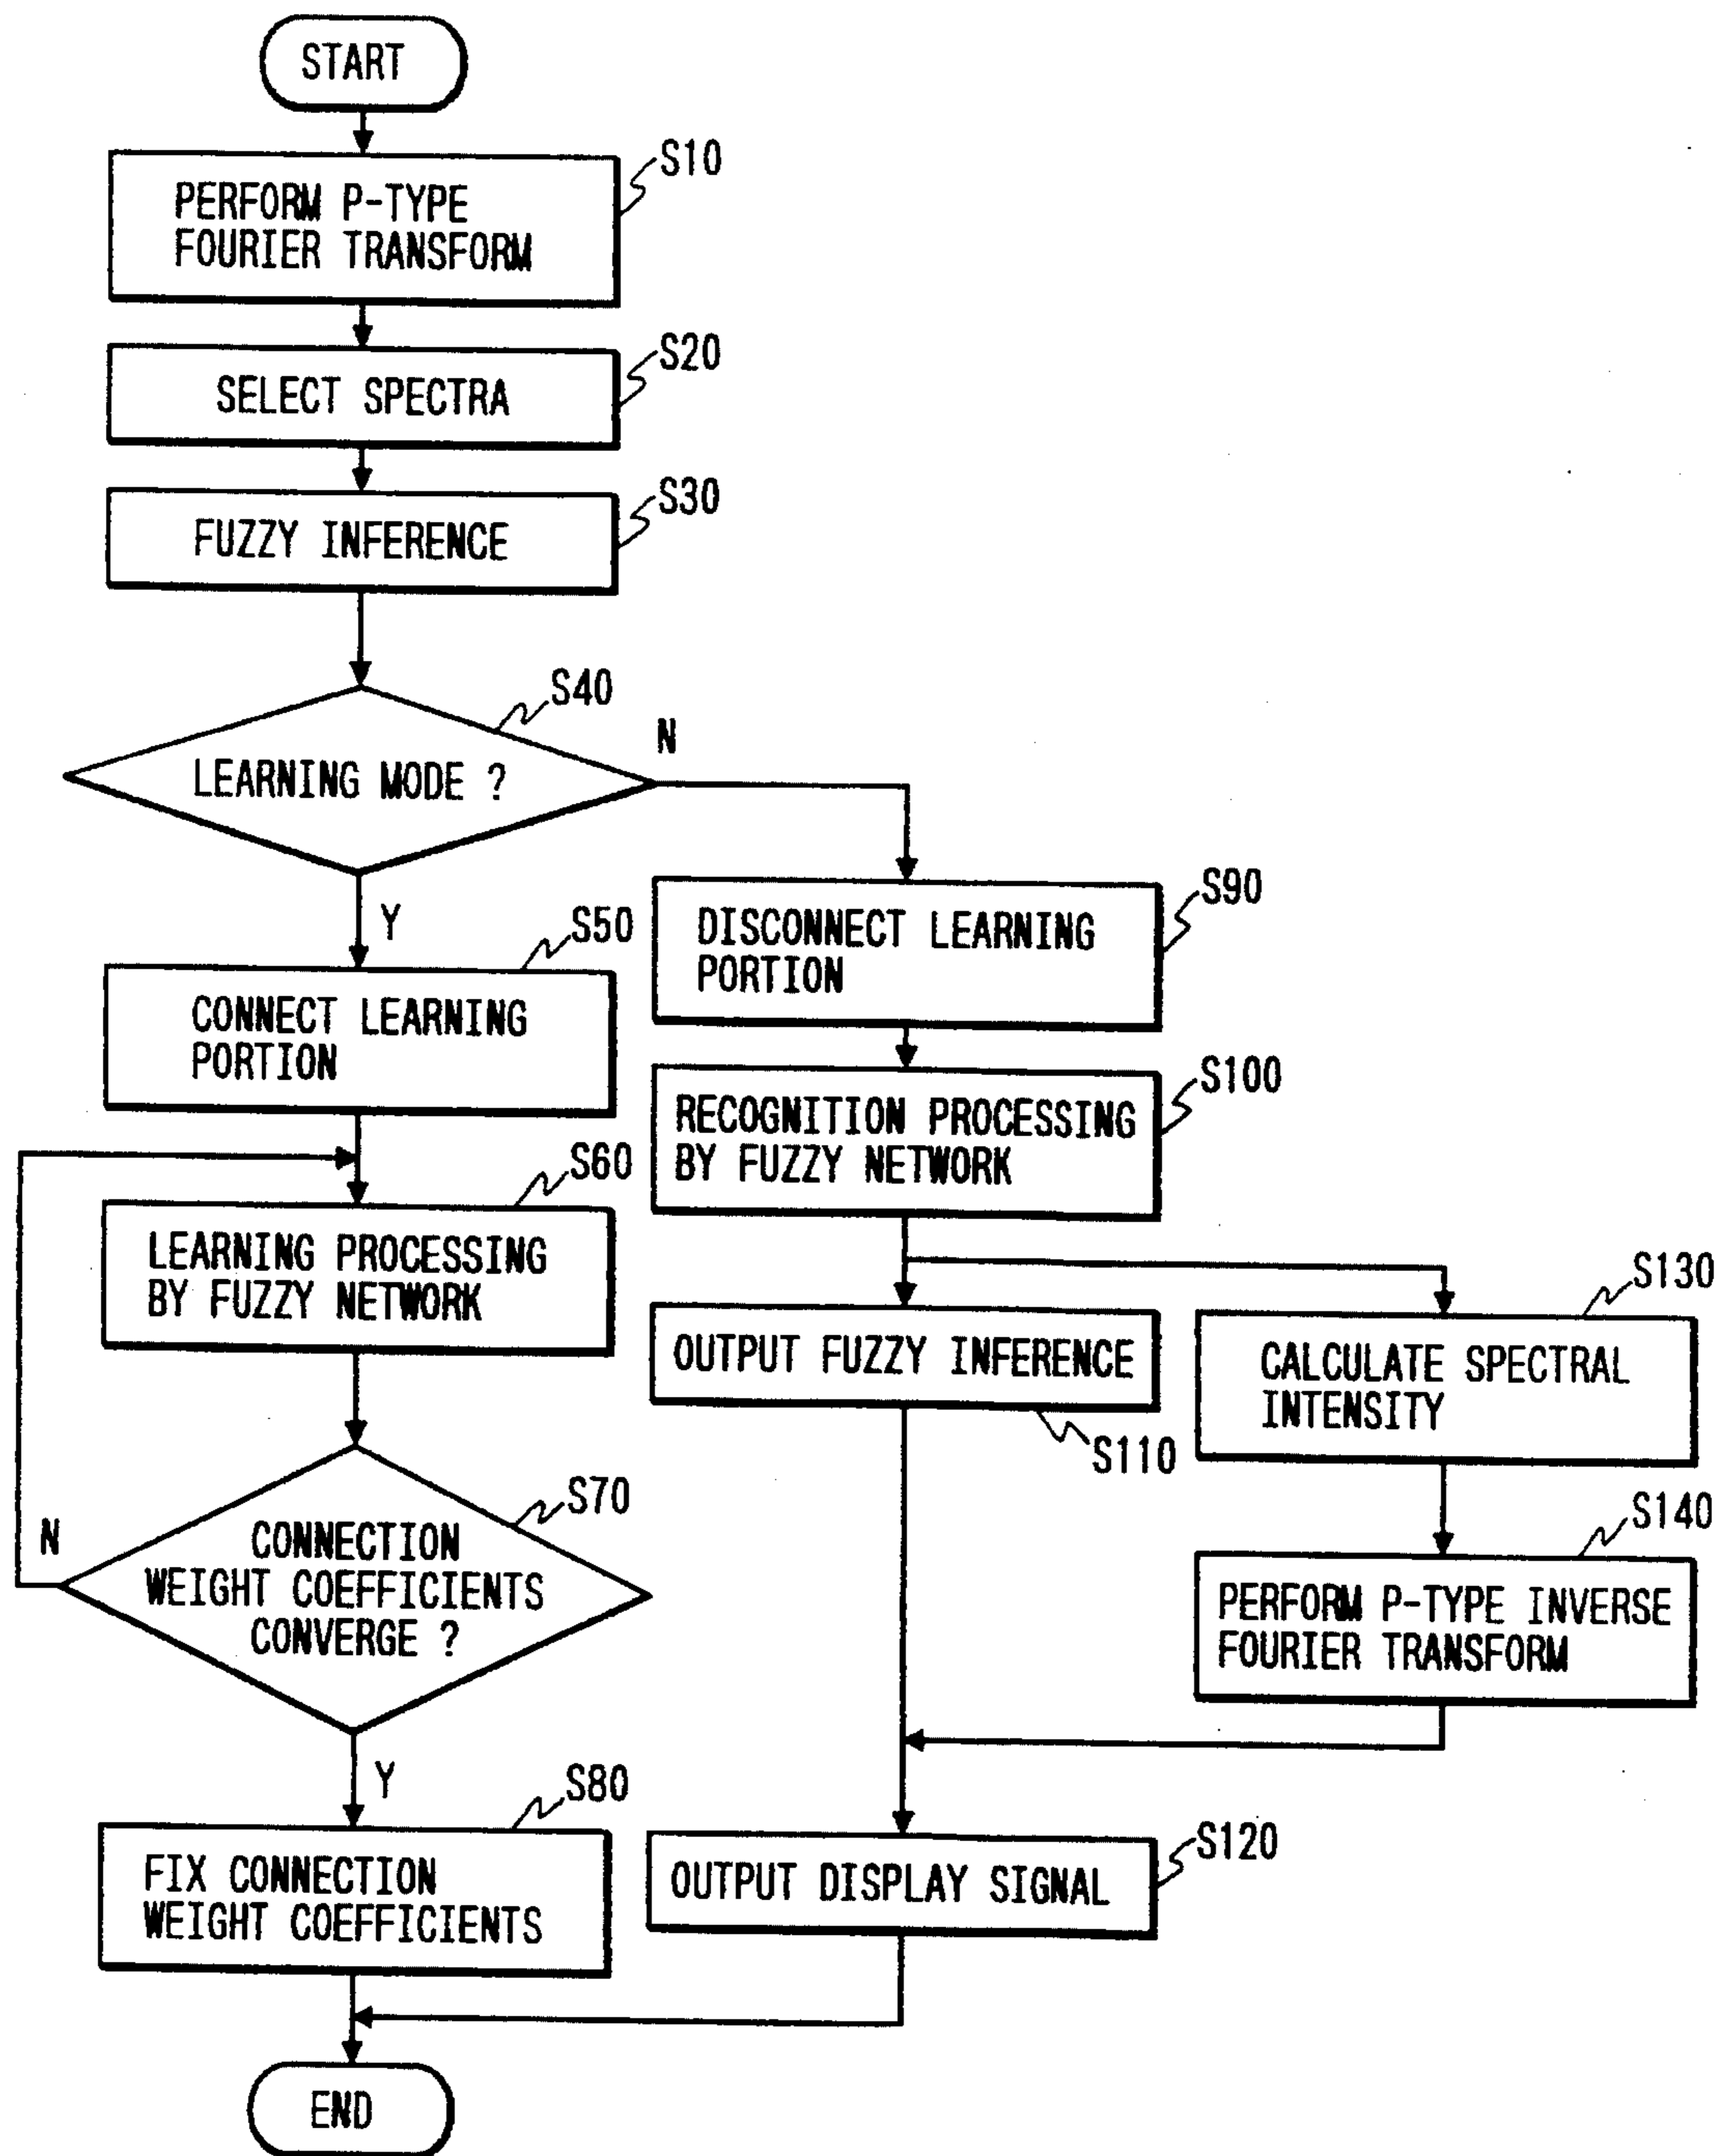 START
S10
PERFORM P-TYPE
FOURIER TRANSFORM
S20
SELECT SPECTRA
S30
FUZZY INFERENCE
S40
LEARNING MODE ?
N
Y
S50
CONNECT LEARNING
PORTION
S60
LEARNING PROCESSING
BY FUZZY NETWORK
S70
CONNECTION
WEIGHT COEFFICIENTS
CONVERGE ?
N
Y
S80
FIX CONNECTION
WEIGHT COEFFICIENTS
S90
DISCONNECT LEARNING
PORTION
S100
RECOGNITION PROCESSING
BY FUZZY NETWORK
OUTPUT FUZZY INFERENCE
S110
S130
CALCULATE SPECTRAL
INTENSITY
S140
PERFORM P-TYPE INVERSE
FOURIER TRANSFORM
S120
OUTPUT DISPLAY SIGNAL
END